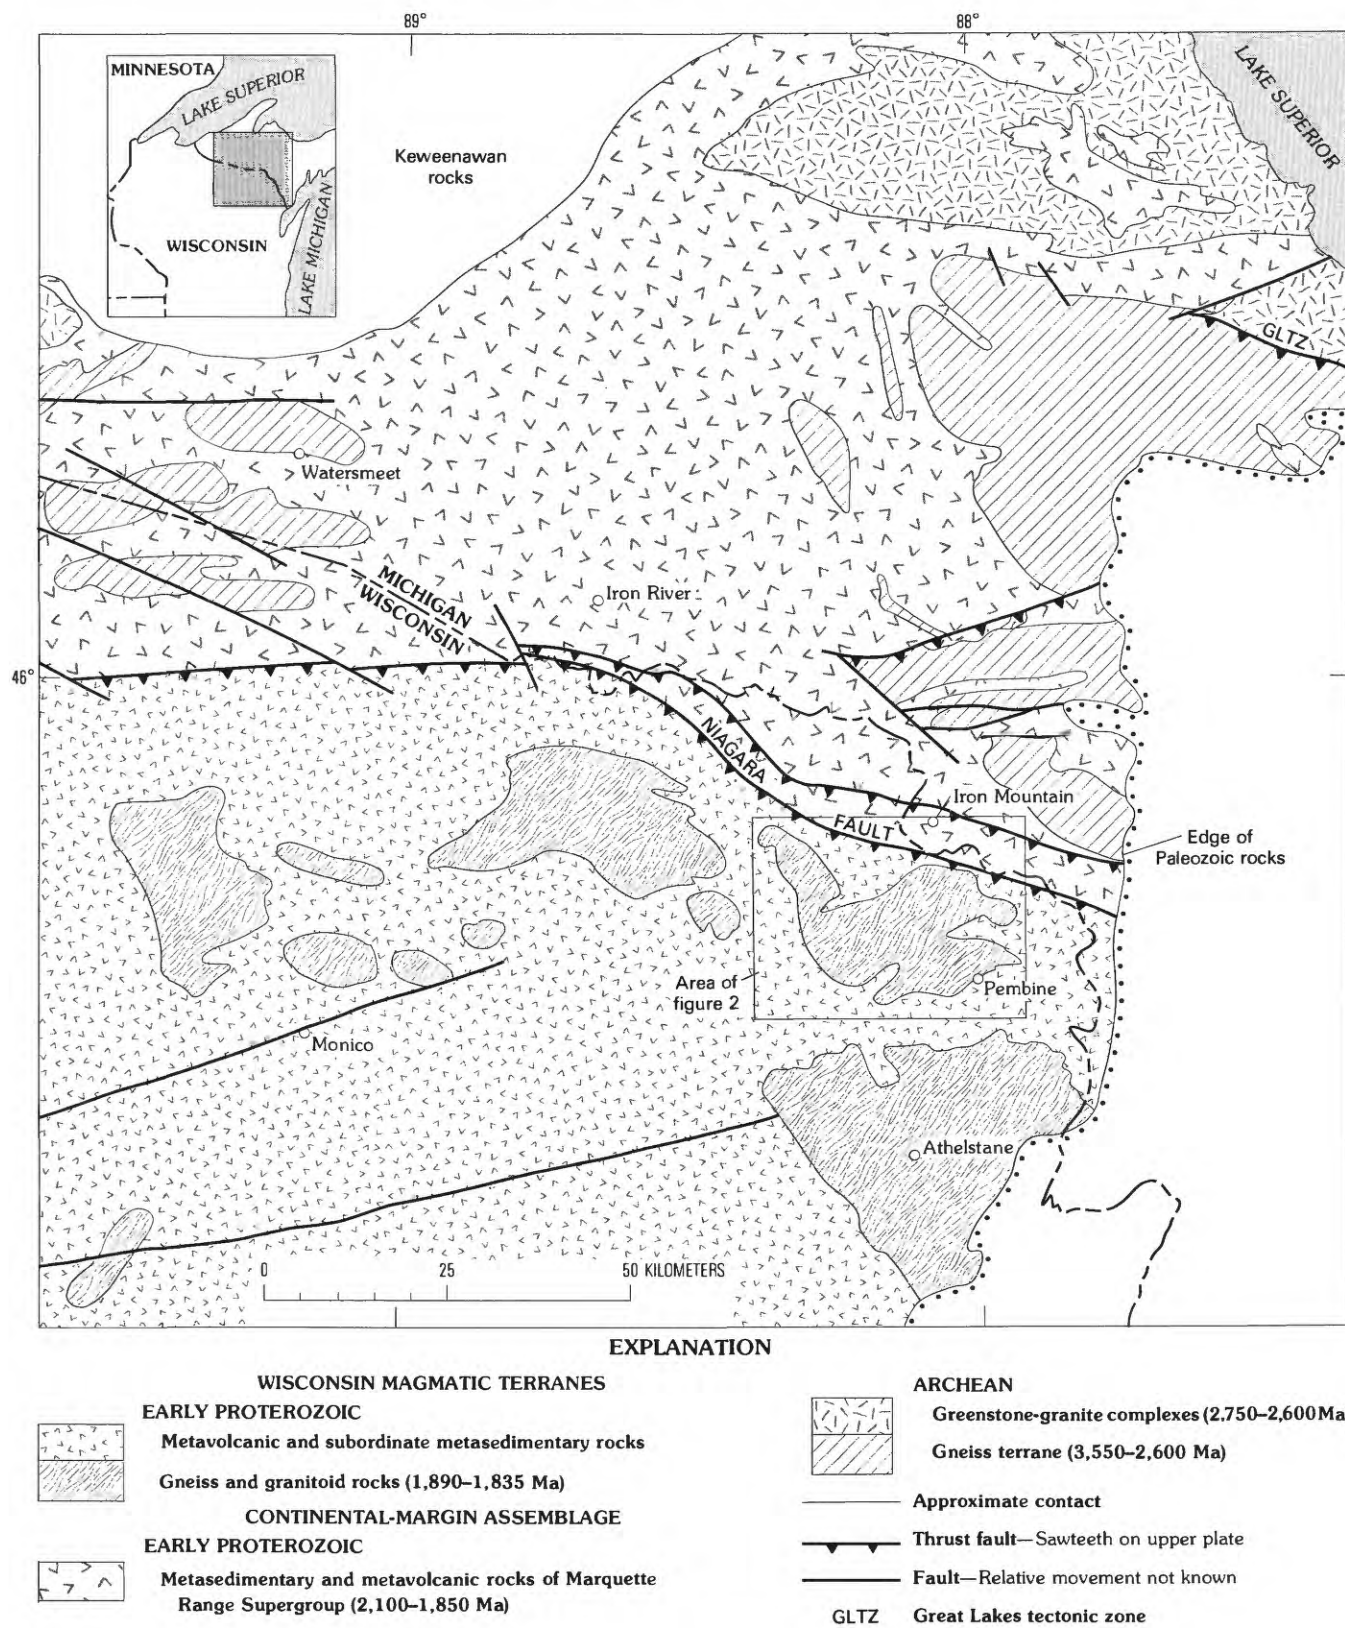 89°
88°
MINNESOTA
LAKE SUPERIOR
WISCONSIN
LAKE MICHIGAN
Keweenawan
rocks
LAKE SUPERIOR
GLTZ
Watersmeet
MICHIGAN
WISCONSIN
Iron River
46°
NIAGARA
FAULT
Iron Mountain
Edge of
Paleozoic rocks
Area of
figure 2
Pembine
Monico
Athelstane
0 25 50 KILOMETERS
EXPLANATION
WISCONSIN MAGMATIC TERRANES
EARLY PROTEROZOIC
Metavolcanic and subordinate metasedimentary rocks
Gneiss and granitoid rocks (1,890–1,835 Ma)
CONTINENTAL-MARGIN ASSEMBLAGE
EARLY PROTEROZOIC
Metasedimentary and metavolcanic rocks of Marquette
Range Supergroup (2,100–1,850 Ma)
ARCHEAN
Greenstone-granite complexes (2,750–2,600 Ma
Gneiss terrane (3,550–2,600 Ma)
Approximate contact
Thrust fault—Sawteeth on upper plate
Fault—Relative movement not known
GLTZ Great Lakes tectonic zone